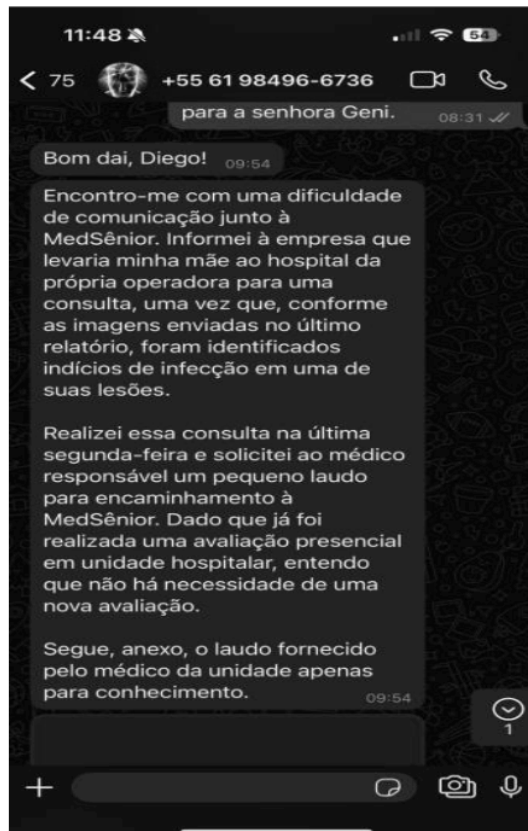 11:48
54
75
+55 61 98496-6736
para a senhora Geni.
08:31
Bom dai, Diego!
09:54
Encontro-me com uma dificuldade
de comunicação junto à
MedSênior. Informei à empresa que
levaria minha mãe ao hospital da
própria operadora para uma
consulta, uma vez que, conforme
as imagens enviadas no último
relatório, foram identificados
indícios de infecção em uma de
suas lesões.
Realizei essa consulta na última
segunda-feira e solicitei ao médico
responsável um pequeno laudo
para encaminhamento à
MedSênior. Dado que já foi
realizada uma avaliação presencial
em unidade hospitalar, entendo
que não há necessidade de uma
nova avaliação.
Segue, anexo, o laudo fornecido
pelo médico da unidade apenas
para conhecimento.
09:54
1